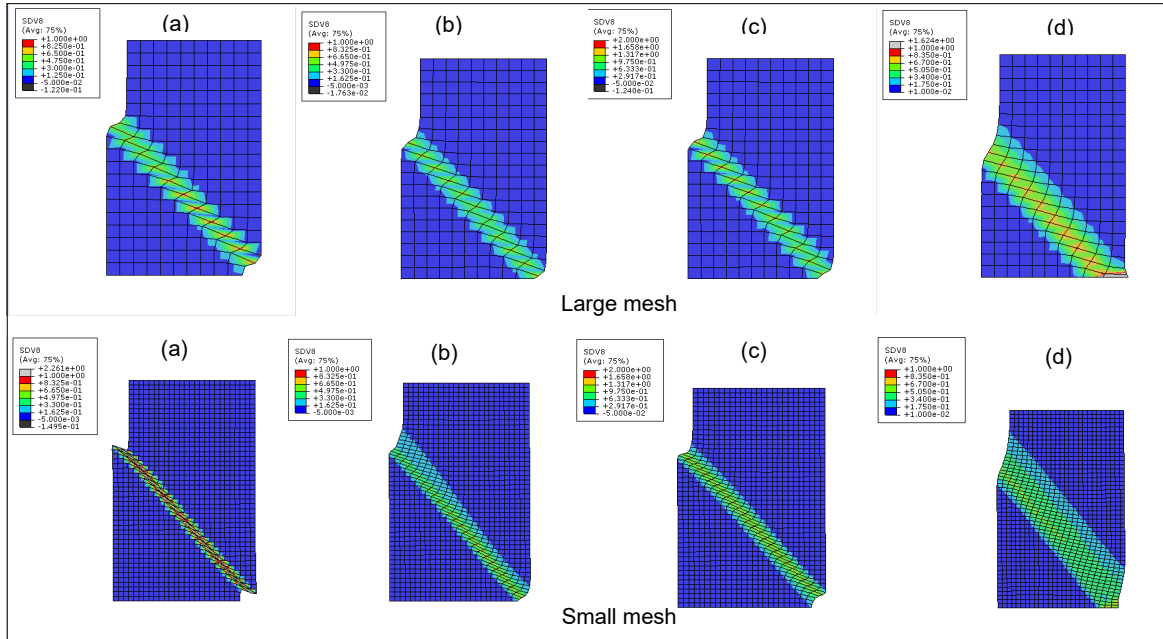 (a)
SDV8
(Avg: 75%)
+1.000e+00
+8.250e-01
+6.500e-01
+4.750e-01
+3.000e-01
+1.250e-01
-5.000e-02
-1.220e-01
(b)
SDV8
(Avg: 75%)
+1.000e+00
+8.325e-01
+6.650e-01
+4.975e-01
+3.300e-01
+1.625e-01
-5.000e-03
-1.763e-02
(c)
SDV8
(Avg: 75%)
+2.000e+00
+1.658e+00
+1.317e+00
+9.750e-01
+6.333e-01
+2.917e-01
-5.000e-02
-1.240e-01
(d)
SDV8
(Avg: 75%)
+1.624e+00
+1.000e+00
+8.350e-01
+6.700e-01
+5.050e-01
+3.400e-01
+1.750e-01
+1.000e-02
Large mesh
(a)
SDV8
(Avg: 75%)
+2.261e+00
+1.000e+00
+8.325e-01
+6.650e-01
+4.975e-01
+3.300e-01
+1.625e-01
-5.000e-03
-1.495e-01
(b)
SDV8
(Avg: 75%)
+1.000e+00
+8.325e-01
+6.650e-01
+4.975e-01
+3.300e-01
+1.625e-01
-5.000e-03
(c)
SDV8
(Avg: 75%)
+2.000e+00
+1.658e+00
+1.317e+00
+9.750e-01
+6.333e-01
+2.917e-01
-5.000e-02
(d)
SDV8
(Avg: 75%)
+1.000e+00
+8.350e-01
+6.700e-01
+5.050e-01
+3.400e-01
+1.750e-01
+1.000e-02
Small mesh